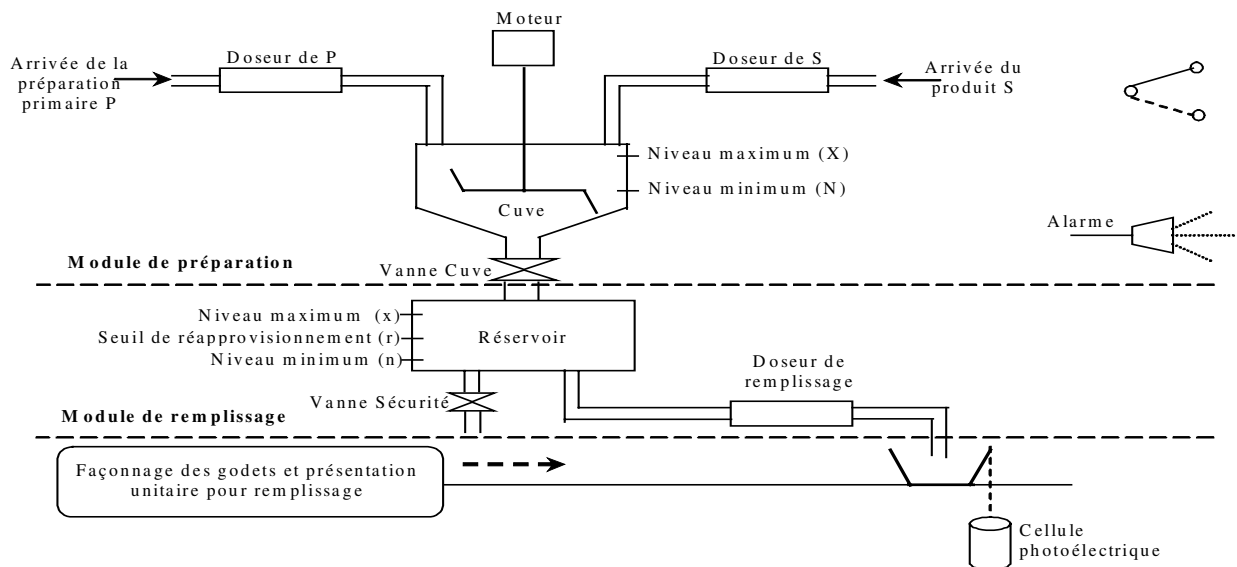 Moteur
Doseur de P
Doseur de S
Arrivée de la
préparation
primaire P
Arrivée du
produit S
Niveau maximum (X)
Niveau minimum (N)
Cuve
Alarme
Module de préparation
Vanne Cuve
Niveau maximum (x)
Seuil de réapprovisionnement (r)
Niveau minimum (n)
Réservoir
Doseur de
remplissage
Vanne Sécurité
Module de remplissage
Façonnage des godets et présentation
unitaire pour remplissage
Cellule
photoélectrique